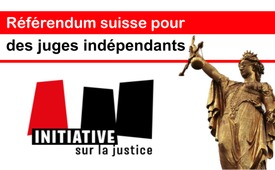 Référendum suisse pour
des juges indépendants
INITIATIVE
sur la justice